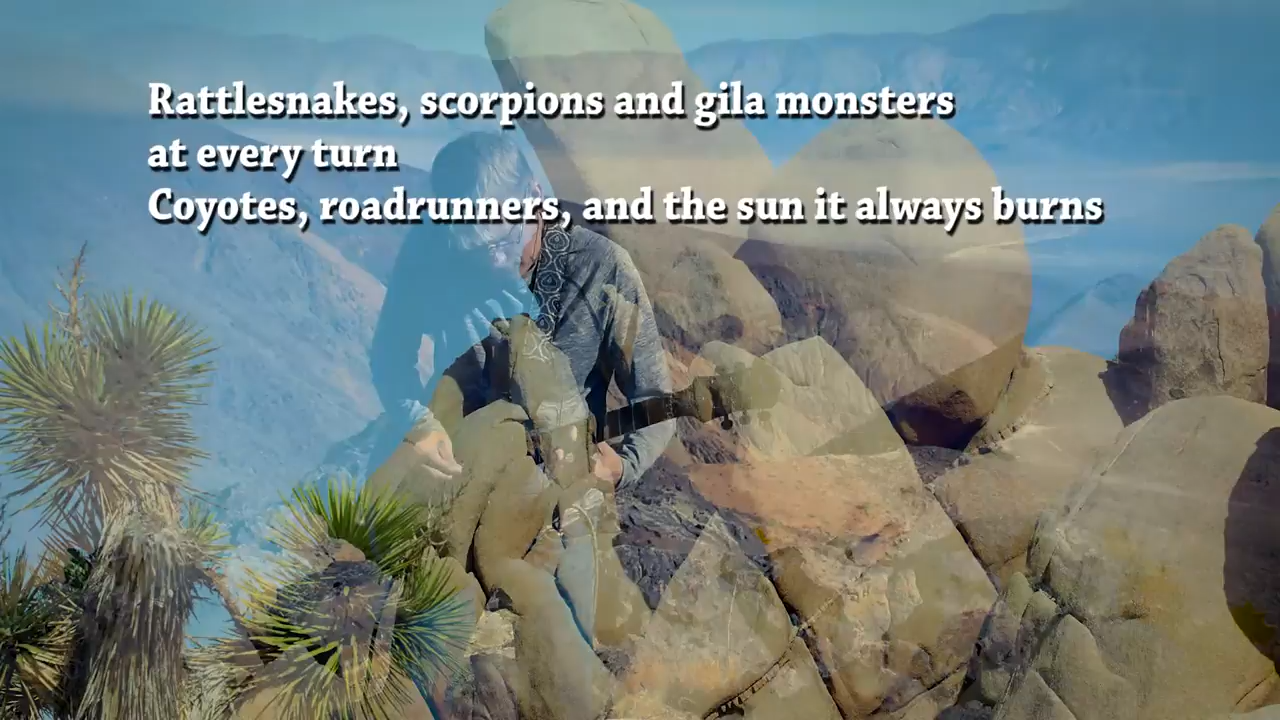 Rattlesnakes, scorpions and gila monsters
at every turn
Coyotes, roadrunners, and the sun it always burns